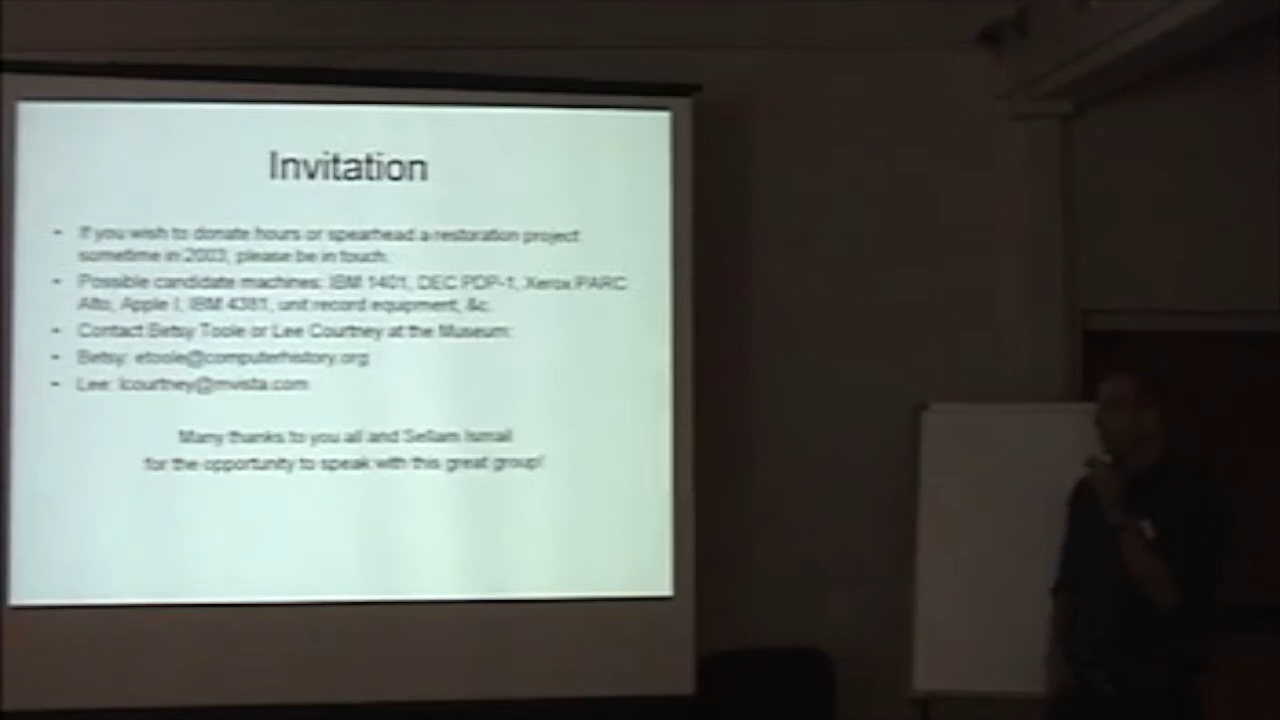 Invitation
• If you wish to donate hours or spearhead a restoration project
sometime in 2003, please be in touch.
• Possible candidate machines: IBM 1401, DEC PDP-1, Xerox PARC
Alto, Apple I, IBM 4381, unit record equipment, &c.
• Contact Betsy Toole or Lee Courtney at the Museum:
• Betsy: etoole@computerhistory.org
• Lee: lcourtney@mvista.com
Many thanks to you all and Sellam Ismail
for the opportunity to speak with this great group!